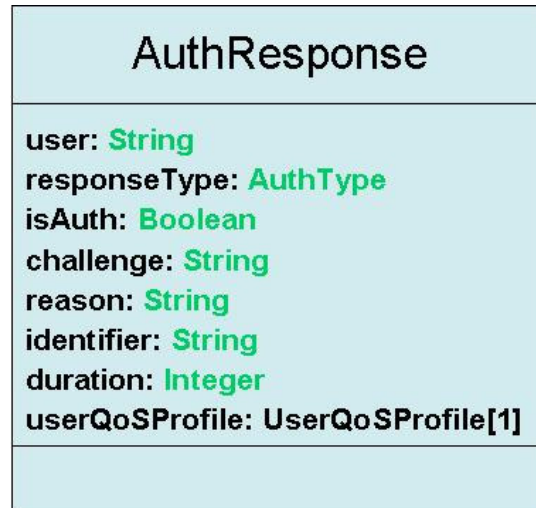 AuthResponse
user: String
responseType: AuthType
isAuth: Boolean
challenge: String
reason: String
identifier: String
duration: Integer
userQoSProfile: UserQoSProfile[1]